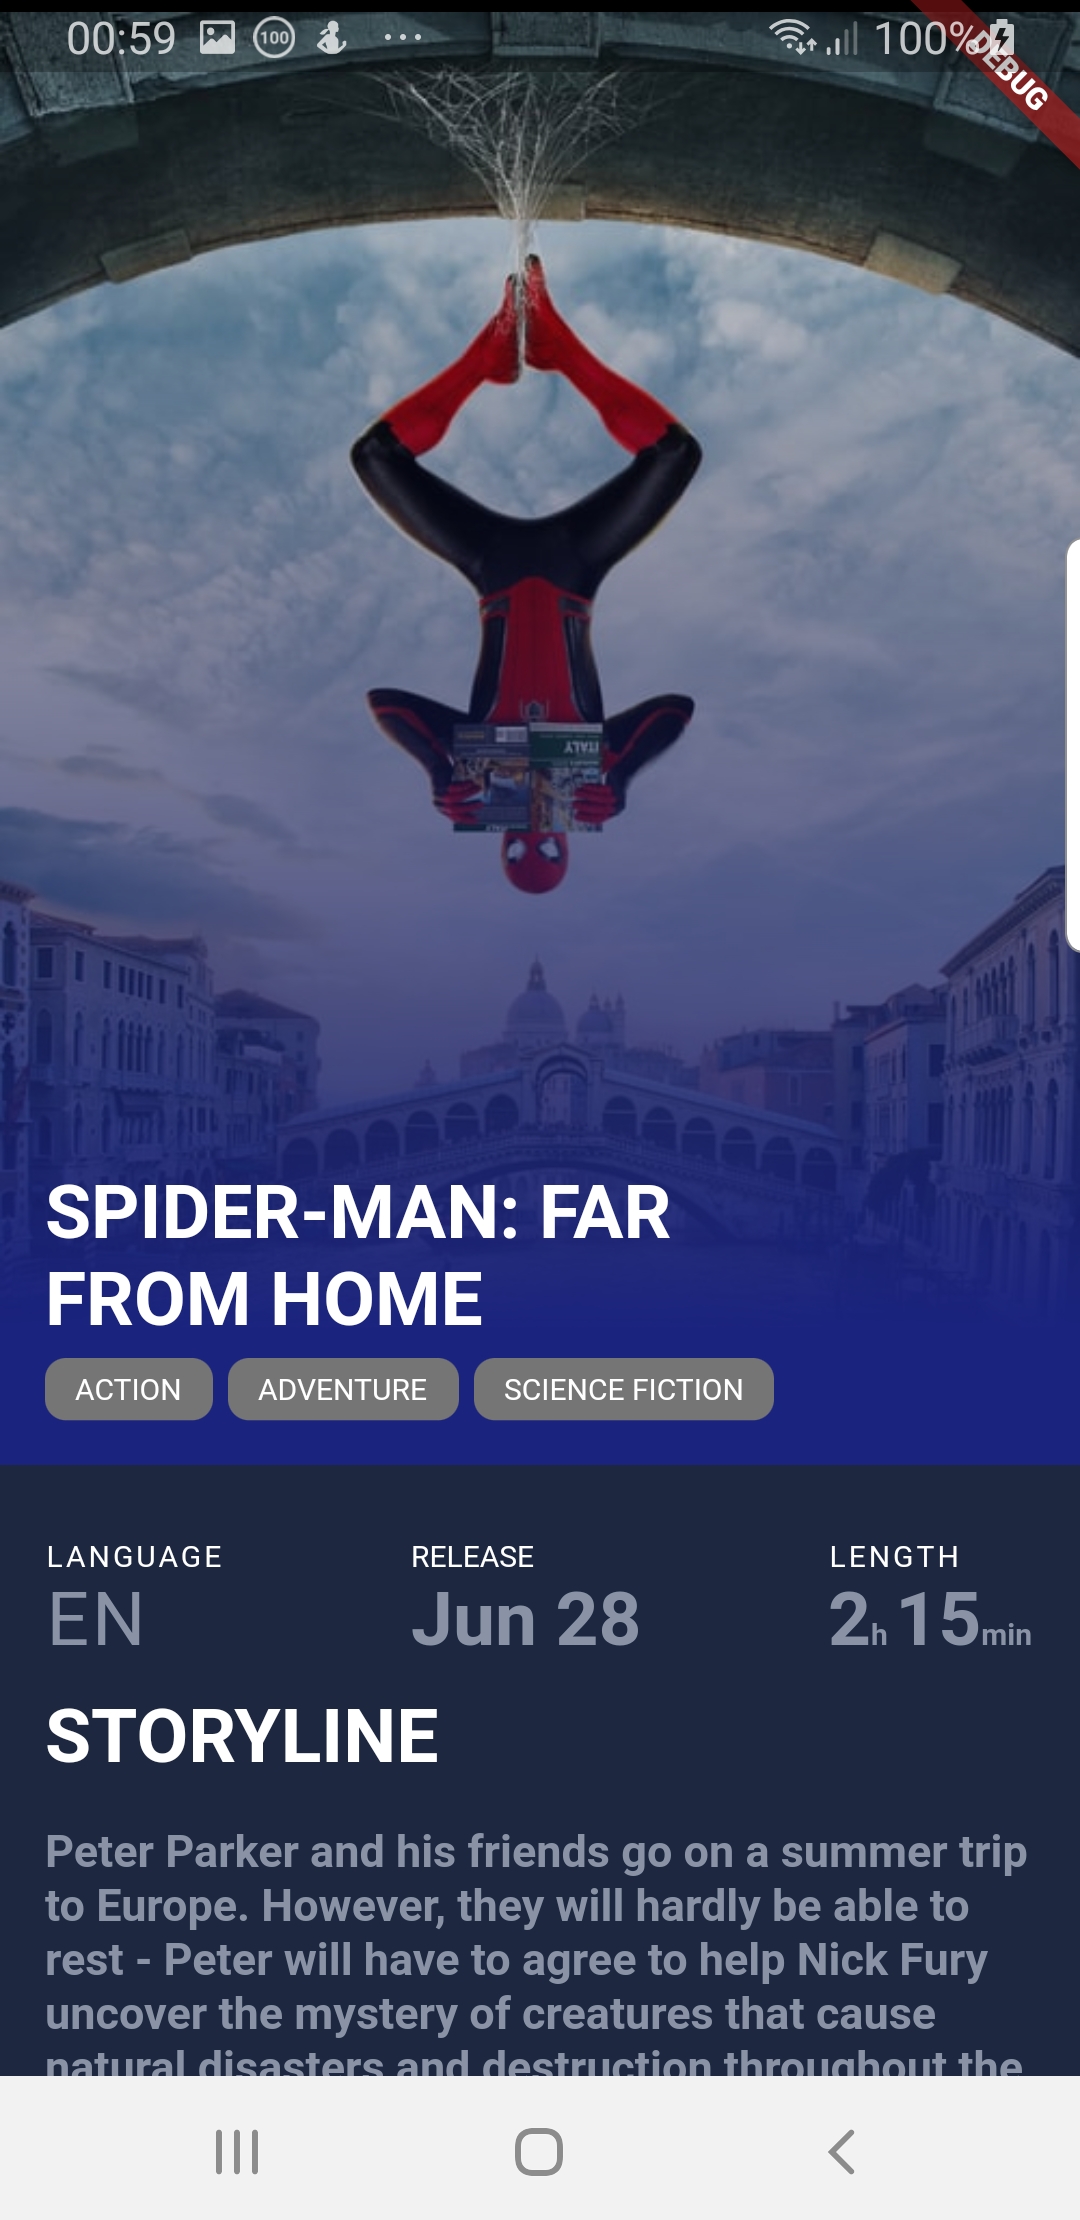 00:59 100 100%
DEBUG
ITALY
SPIDER-MAN: FAR
FROM HOME
ACTION ADVENTURE SCIENCE FICTION
LANGUAGE RELEASE LENGTH
EN Jun 28 2h 15min
STORYLINE
Peter Parker and his friends go on a summer trip
to Europe. However, they will hardly be able to
rest - Peter will have to agree to help Nick Fury
uncover the mystery of creatures that cause
natural disasters and destruction throughout the